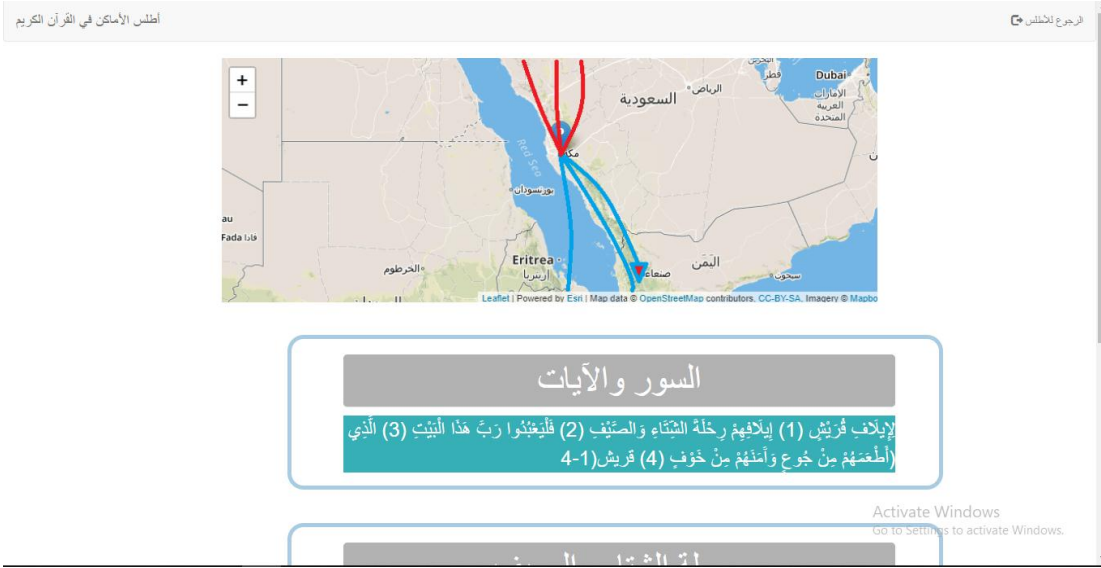 أطلس الأماكن في القرآن الكريم
الرجوع للأطلس
+
−
البحرين
قطر
Dubai
الرياض
السعودية
الإمارات
العربية
المتحدة
مكة
Red Sea
بورتسودان
au
Fada فادا
Eritrea
إرتيريا
الخرطوم
اليمن
صنعاء
سيحوت
Leaflet | Powered by Esri | Map data © OpenStreetMap contributors, CC-BY-SA, Imagery © Mapbo
السور والآيات
لِإِيلَافِ قُرَيْشٍ (1) إِيلَافِهِمْ رِحْلَةَ الشِّتَاءِ وَالصَّيْفِ (2) فَلْيَعْبُدُوا رَبَّ هَذَا الْبَيْتِ (3) الَّذِي
(أَطْعَمَهُمْ مِنْ جُوعٍ وَآَمَنَهُمْ مِنْ خَوْفٍ (4) قريش(1-4
Activate Windows
Go to Settings to activate Windows.